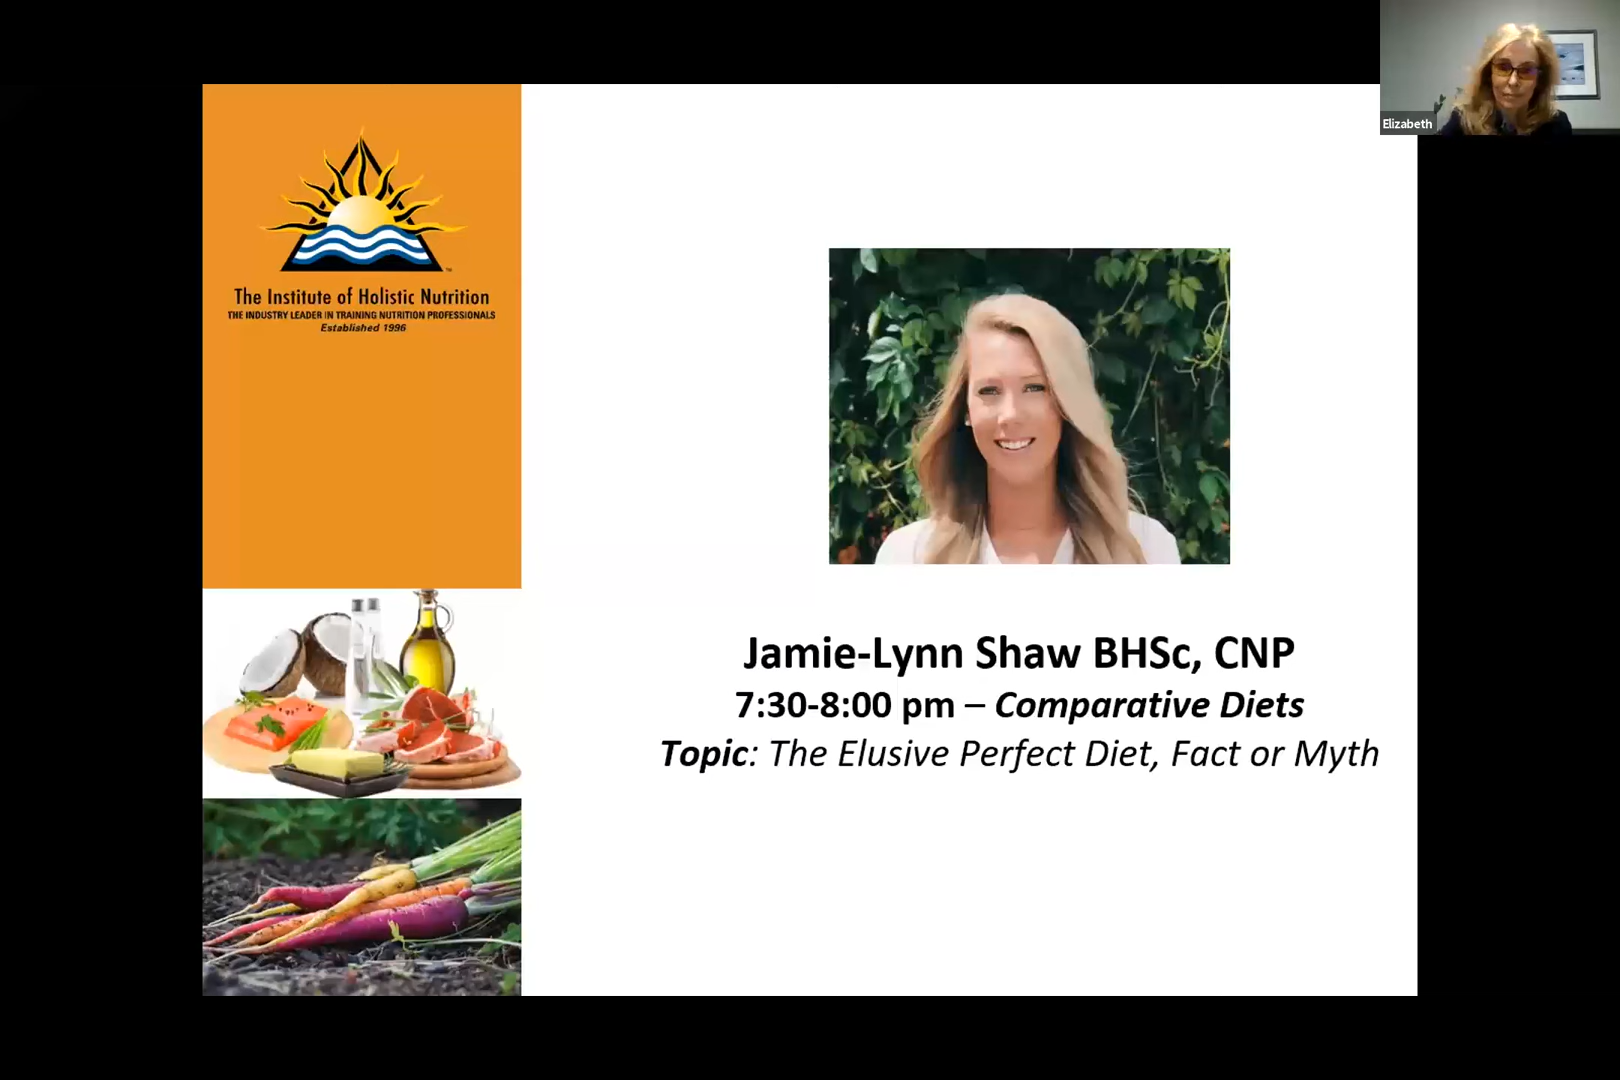 Elizabeth
The Institute of Holistic Nutrition
THE INDUSTRY LEADER IN TRAINING NUTRITION PROFESSIONALS
Established 1996
Jamie-Lynn Shaw BHSc, CNP
7:30-8:00 pm – Comparative Diets
Topic: The Elusive Perfect Diet, Fact or Myth